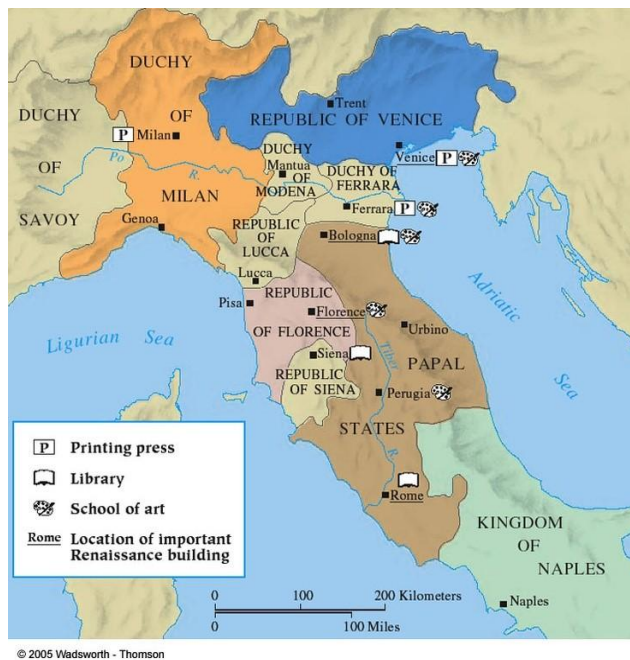 DUCHY
OF
MILAN
DUCHY
OF
SAVOY
P
Milan
Po
R.
Genoa
Trent
REPUBLIC OF VENICE
Venice P
DUCHY
Mantua
OF
MODENA
DUCHY OF
FERRARA
Ferrara P
REPUBLIC
OF
LUCCA
Bologna
Lucca
Pisa
REPUBLIC
Florence
OF FLORENCE
Urbino
Adriatic
Sea
Ligurian Sea
Siena
REPUBLIC
OF SIENA
Tiber
R.
PAPAL
STATES
Perugia
Rome
KINGDOM
OF
NAPLES
Naples
P Printing press
Library
School of art
Rome Location of important
Renaissance building
0 100 200 Kilometers
0 100 Miles
© 2005 Wadsworth - Thomson